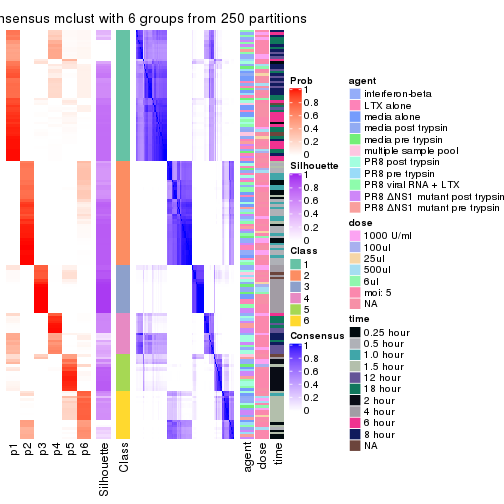 nsensus mclust with 6 groups from 250 partitions
Prob
1
0.8
0.6
0.4
0.2
0
Silhouette
1
0.8
0.6
0.4
0.2
0
Class
1
2
3
4
5
6
Consensus
1
0.8
0.6
0.4
0.2
0
agent
interferon-beta
LTX alone
media alone
media post trypsin
media pre trypsin
multiple sample pool
PR8 post trypsin
PR8 pre trypsin
PR8 viral RNA + LTX
PR8 ΔNS1 mutant post trypsin
PR8 ΔNS1 mutant pre trypsin
dose
1000 U/ml
100ul
25ul
500ul
6ul
moi: 5
NA
time
0.25 hour
0.5 hour
1.0 hour
1.5 hour
12 hour
18 hour
2 hour
4 hour
6 hour
8 hour
NA
p1
p2
p3
p4
p5
p6
Silhouette
Class
agent
dose
time